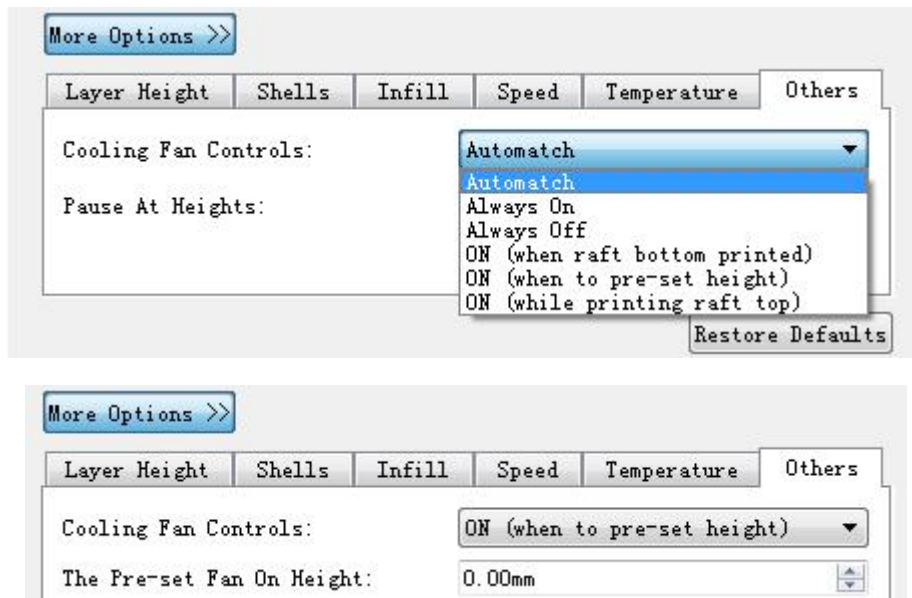 More Options >>
Layer Height Shells Infill Speed Temperature Others
Cooling Fan Controls: Automatch
Automatch
Pause At Heights: Always On
Always Off
ON (when raft bottom printed)
ON (when to pre-set height)
ON (while printing raft top)
Restore Defaults
More Options >>
Layer Height Shells Infill Speed Temperature Others
Cooling Fan Controls: ON (when to pre-set height)
The Pre-set Fan On Height: 0.00mm